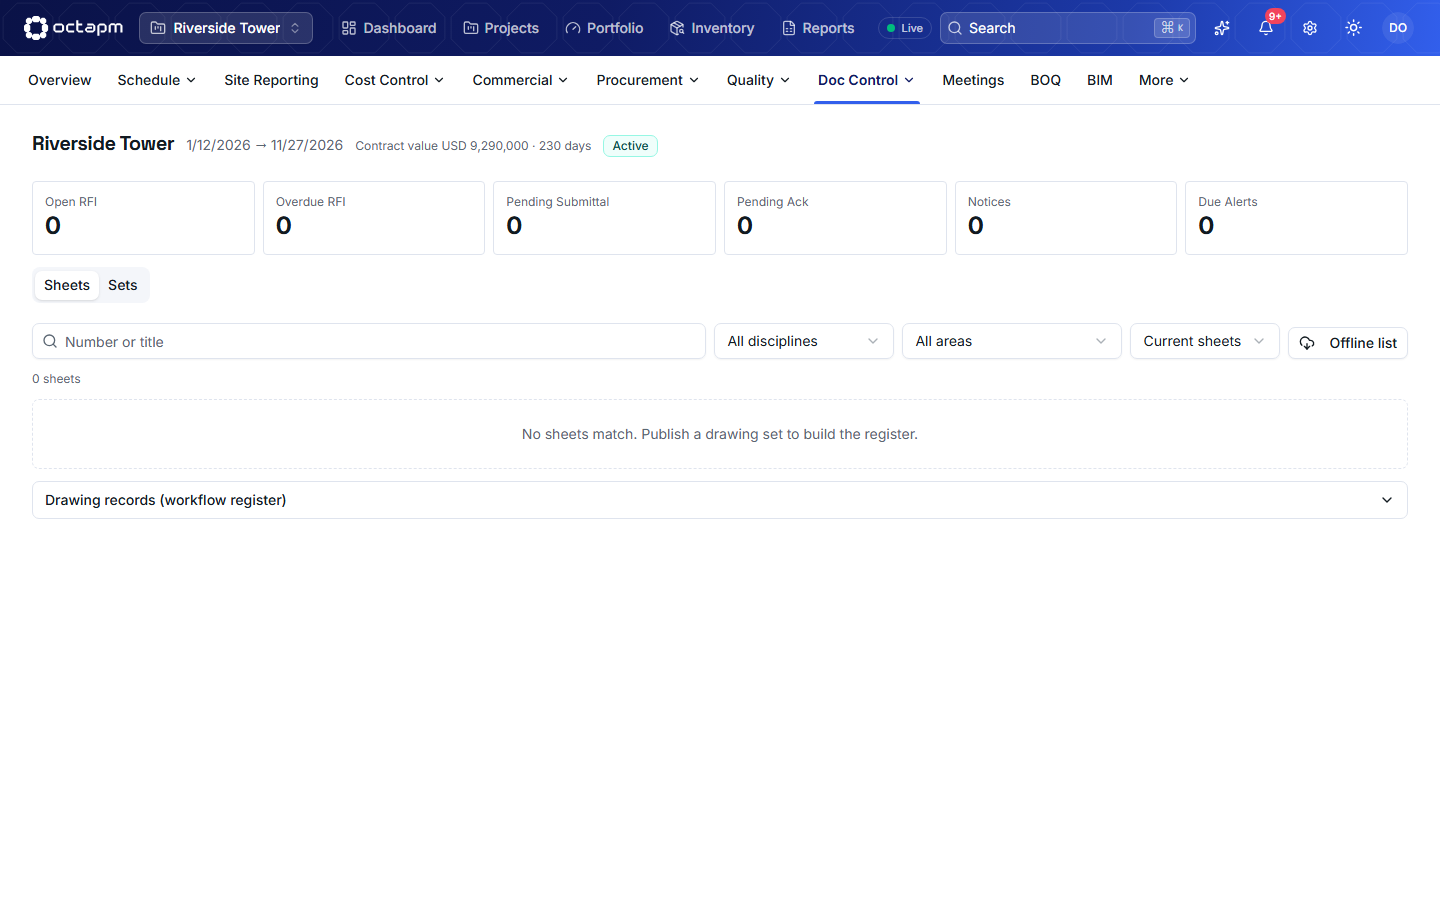 octapm Riverside Tower Dashboard Projects Portfolio Inventory Reports Live Search ⌘ K 9+ DO
Overview Schedule Site Reporting Cost Control Commercial Procurement Quality Doc Control Meetings BOQ BIM More
Riverside Tower 1/12/2026 → 11/27/2026 Contract value USD 9,290,000 · 230 days Active
Open RFI Overdue RFI Pending Submittal Pending Ack Notices Due Alerts
0 0 0 0 0 0
Sheets Sets
Number or title All disciplines All areas Current sheets Offline list
0 sheets
No sheets match. Publish a drawing set to build the register.
Drawing records (workflow register)